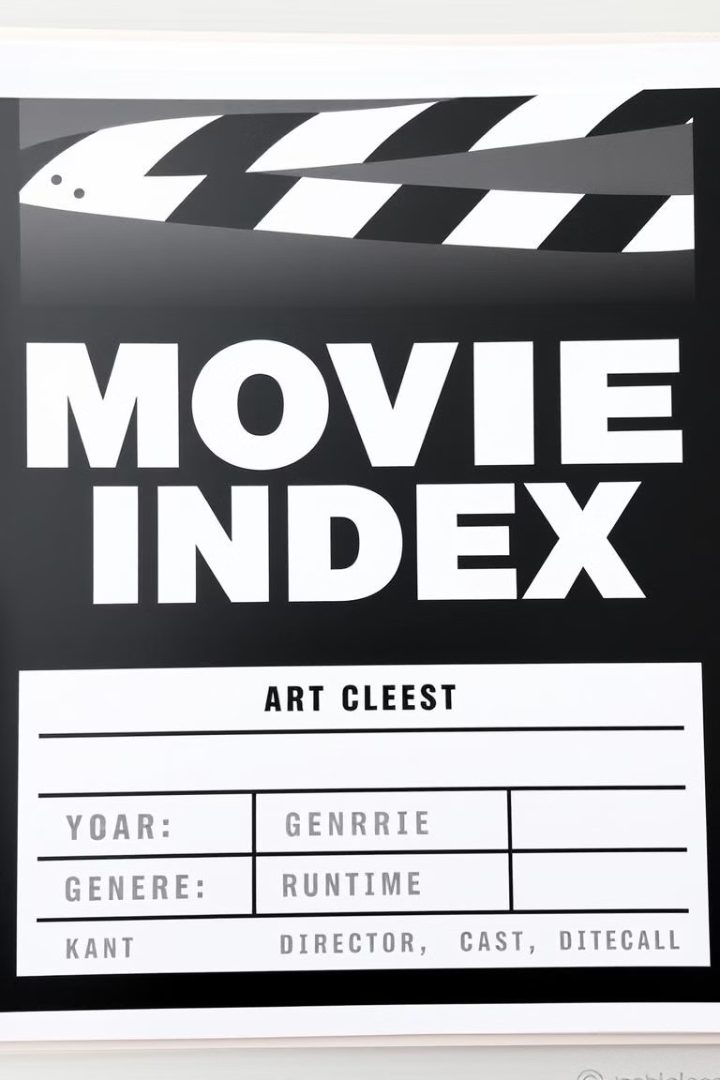 MOVIE
INDEX
ART CLEEST
YOAR: GENRRIE
GENERE: RUNTIME
KANT DIRECTOR, CAST, DITECALL